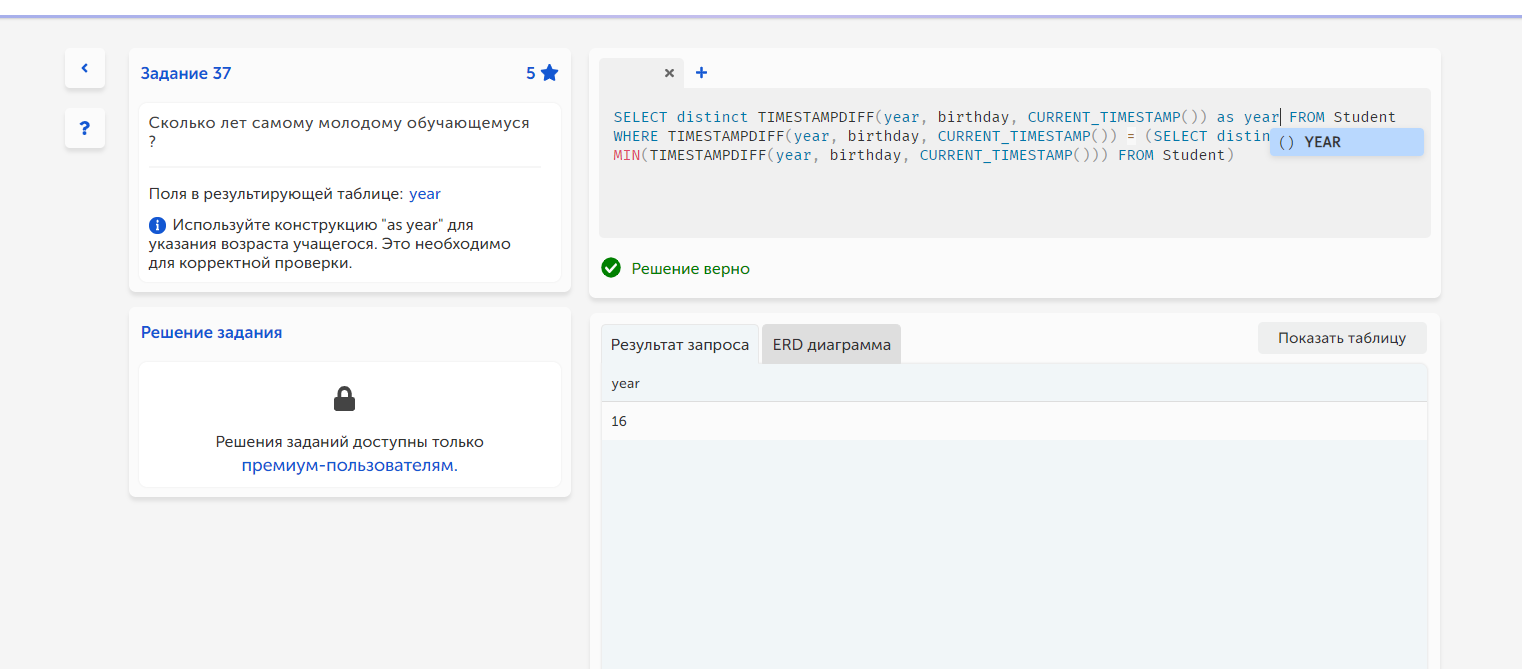 Задание 37
5
Сколько лет самому молодому обучающемуся
?
Поля в результирующей таблице: year
Используйте конструкцию "as year" для
указания возраста учащегося. Это необходимо
для корректной проверки.
Решение задания
Решения заданий доступны только
премиум-пользователям.
SELECT distinct TIMESTAMPDIFF(year, birthday, CURRENT_TIMESTAMP()) as year FROM Student
WHERE TIMESTAMPDIFF(year, birthday, CURRENT_TIMESTAMP()) = (SELECT distin
() YEAR
MIN(TIMESTAMPDIFF(year, birthday, CURRENT_TIMESTAMP())) FROM Student)
Решение верно
Результат запроса
ERD диаграмма
Показать таблицу
year
16